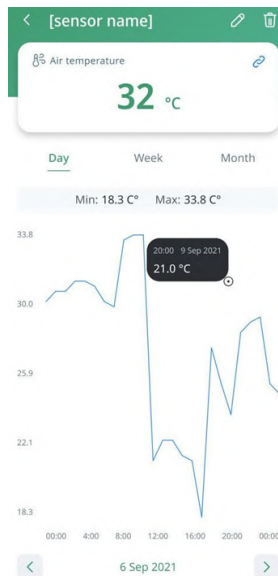 [sensor name]
Air temperature
32 °C
Day Week Month
Min: 18.3 C° Max: 33.8 C°
33.8
20:00 9 Sep 2021
21.0 °C
30.0
25.9
22.1
18.3
00:00 4:00 8:00 12:00 16:00 20:00 00:00
6 Sep 2021